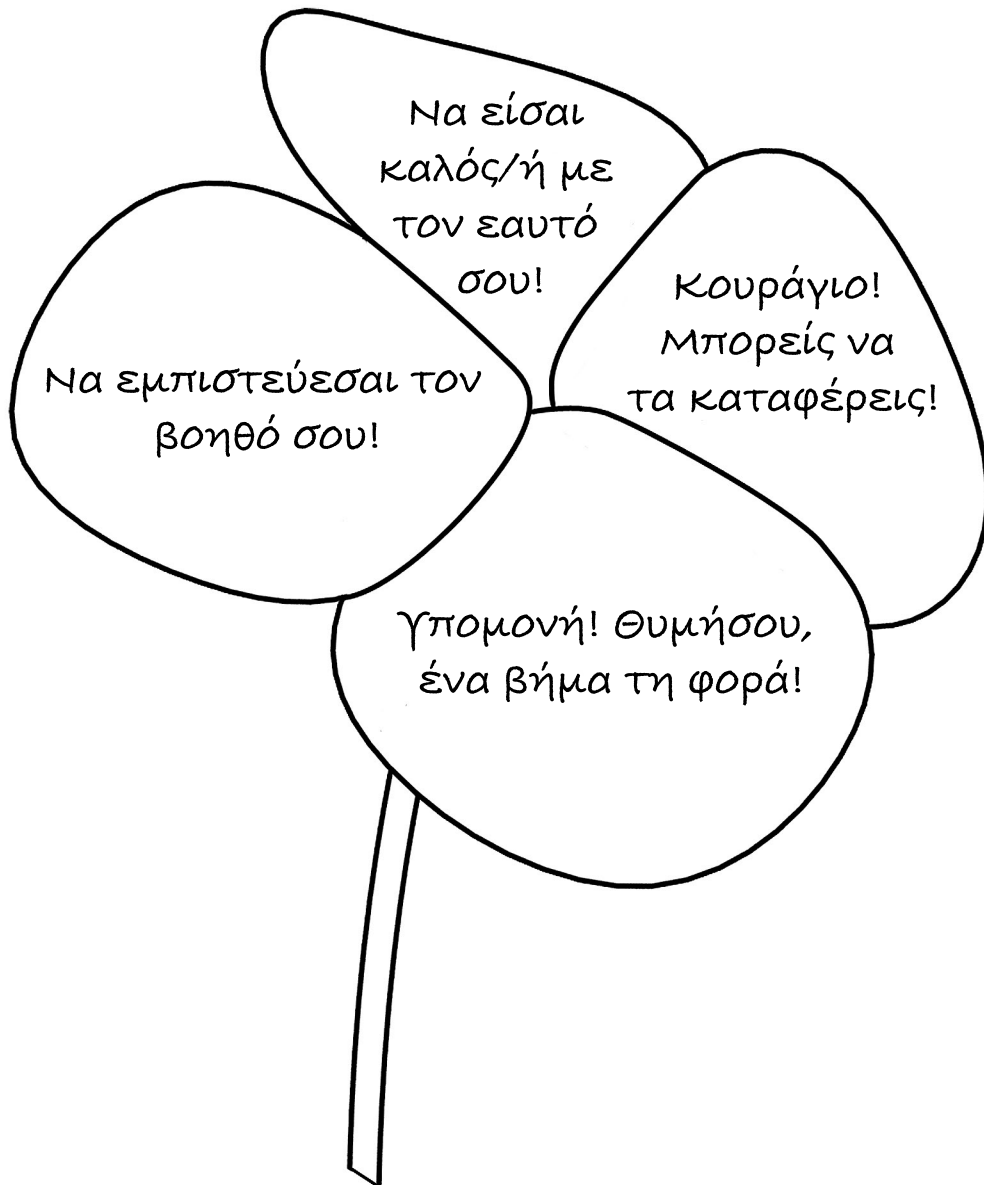 Να είσαι
καλός/ή με
τον εαυτό
σου!
Κουράγιο!
Μπορείς να
τα καταφέρεις!
Να εμπιστεύεσαι τον
βοηθό σου!
Υπομονή! Θυμήσου,
ένα βήμα τη φορά!